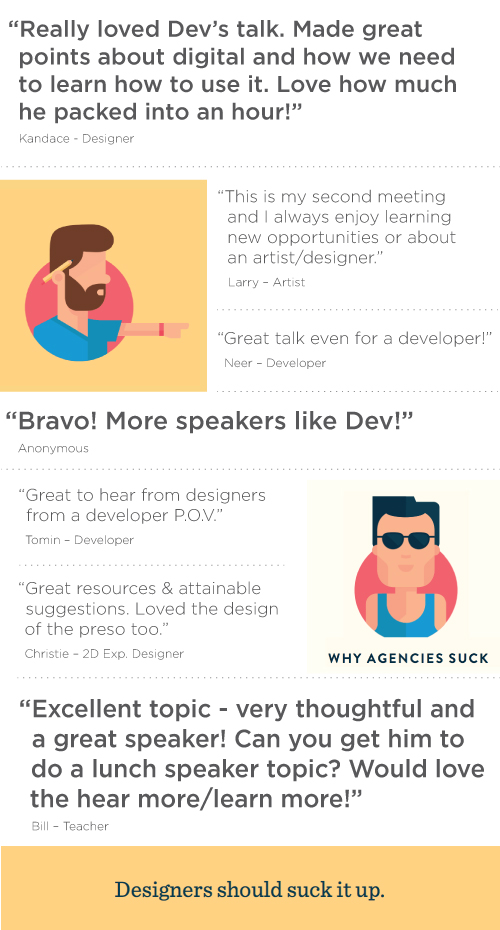 “Really loved Dev’s talk. Made great
points about digital and how we need
to learn how to use it. Love how much
he packed into an hour!”
Kandace - Designer
“This is my second meeting
and I always enjoy learning
new opportunities or about
an artist/designer.”
Larry – Artist
“Great talk even for a developer!”
Neer – Developer
“Bravo! More speakers like Dev!”
Anonymous
“Great to hear from designers
from a developer P.O.V.”
Tomin – Developer
“Great resources & attainable
suggestions. Loved the design
of the preso too.”
Christie – 2D Exp. Designer
WHY AGENCIES SUCK
“Excellent topic - very thoughtful and
a great speaker! Can you get him to
do a lunch speaker topic? Would love
the hear more/learn more!”
Bill – Teacher
Designers should suck it up.